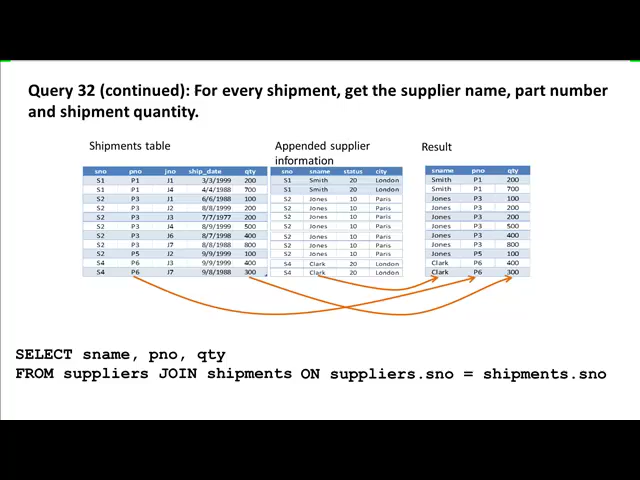 Query 32 (continued): For every shipment, get the supplier name, part number
and shipment quantity.
Shipments table
Appended supplier
information
Result
sno pno jno ship_date qty sno sname status city sname pno qty
S1 P1 J1 3/3/1999 200 S1 Smith 20 London Smith P1 200
S1 P1 J4 4/4/1988 700 S1 Smith 20 London Smith P1 700
S2 P3 J1 6/6/1988 100 S2 Jones 10 Paris Jones P3 100
S2 P3 J2 8/8/1999 200 S2 Jones 10 Paris Jones P3 200
S2 P3 J3 7/7/1977 200 S2 Jones 10 Paris Jones P3 200
S2 P3 J4 9/9/1999 500 S2 Jones 10 Paris Jones P3 500
S2 P3 J6 6/7/1988 400 S2 Jones 10 Paris Jones P3 400
S2 P3 J7 8/8/1988 800 S2 Jones 10 Paris Jones P3 800
S2 P5 J2 9/9/1999 100 S2 Jones 10 Paris Jones P5 100
S4 P6 J3 9/9/1999 400 S4 Clark 20 London Clark P6 400
S4 P6 J7 9/8/1988 300 S4 Clark 20 London Clark P6 300
SELECT sname, pno, qty
FROM suppliers JOIN shipments ON suppliers.sno = shipments.sno